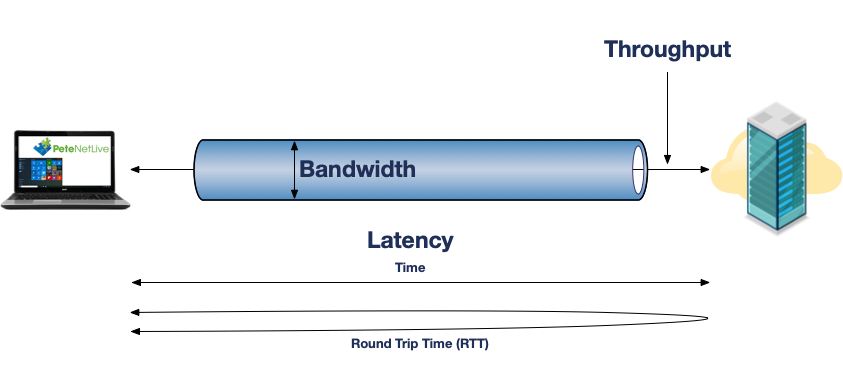 Throughput
PeteNetLive
Bandwidth
Latency
Time
Round Trip Time (RTT)